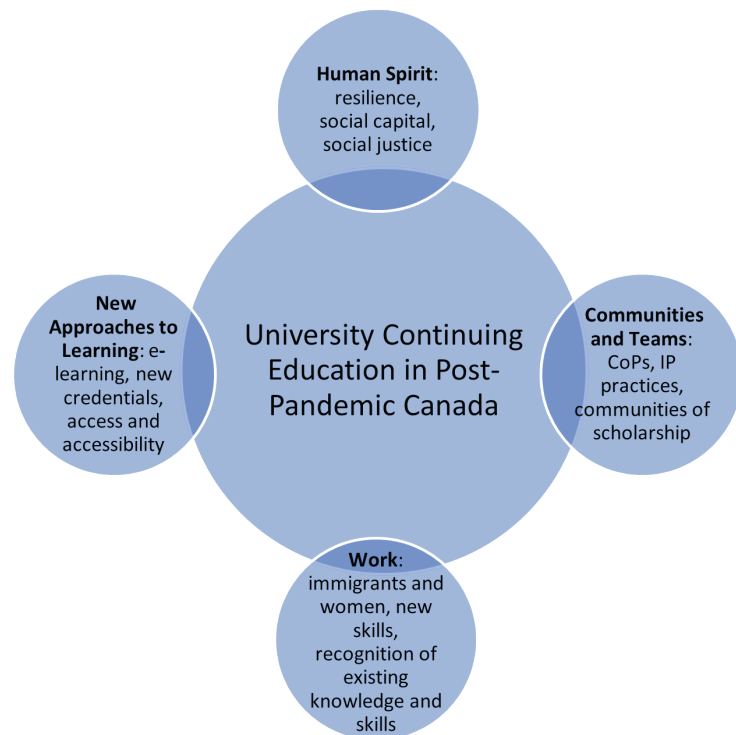 Human Spirit:
resilience,
social capital,
social justice
New
Approaches to
Learning: e-
learning, new
credentials,
access and
accessibility
University Continuing
Education in Post-
Pandemic Canada
Communities
and Teams:
CoPs, IP
practices,
communities of
scholarship
Work:
immigrants and
women, new
skills,
recognition of
existing
knowledge and
skills